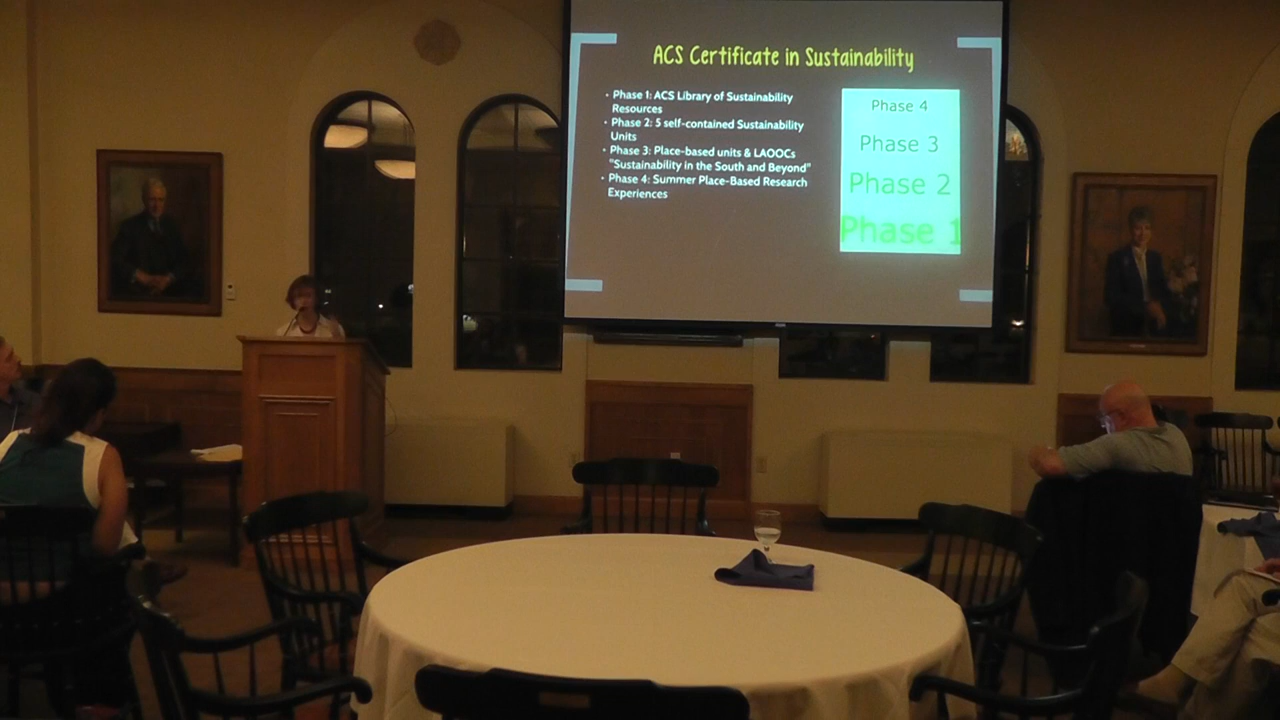 ACS Certificate in Sustainability
• Phase 1: ACS Library of Sustainability
Resources
• Phase 2: 5 self-contained Sustainability
Units
• Phase 3: Place-based units & LAOOCs
"Sustainability in the South and Beyond"
• Phase 4: Summer Place-Based Research
Experiences
Phase 4
Phase 3
Phase 2
Phase 1